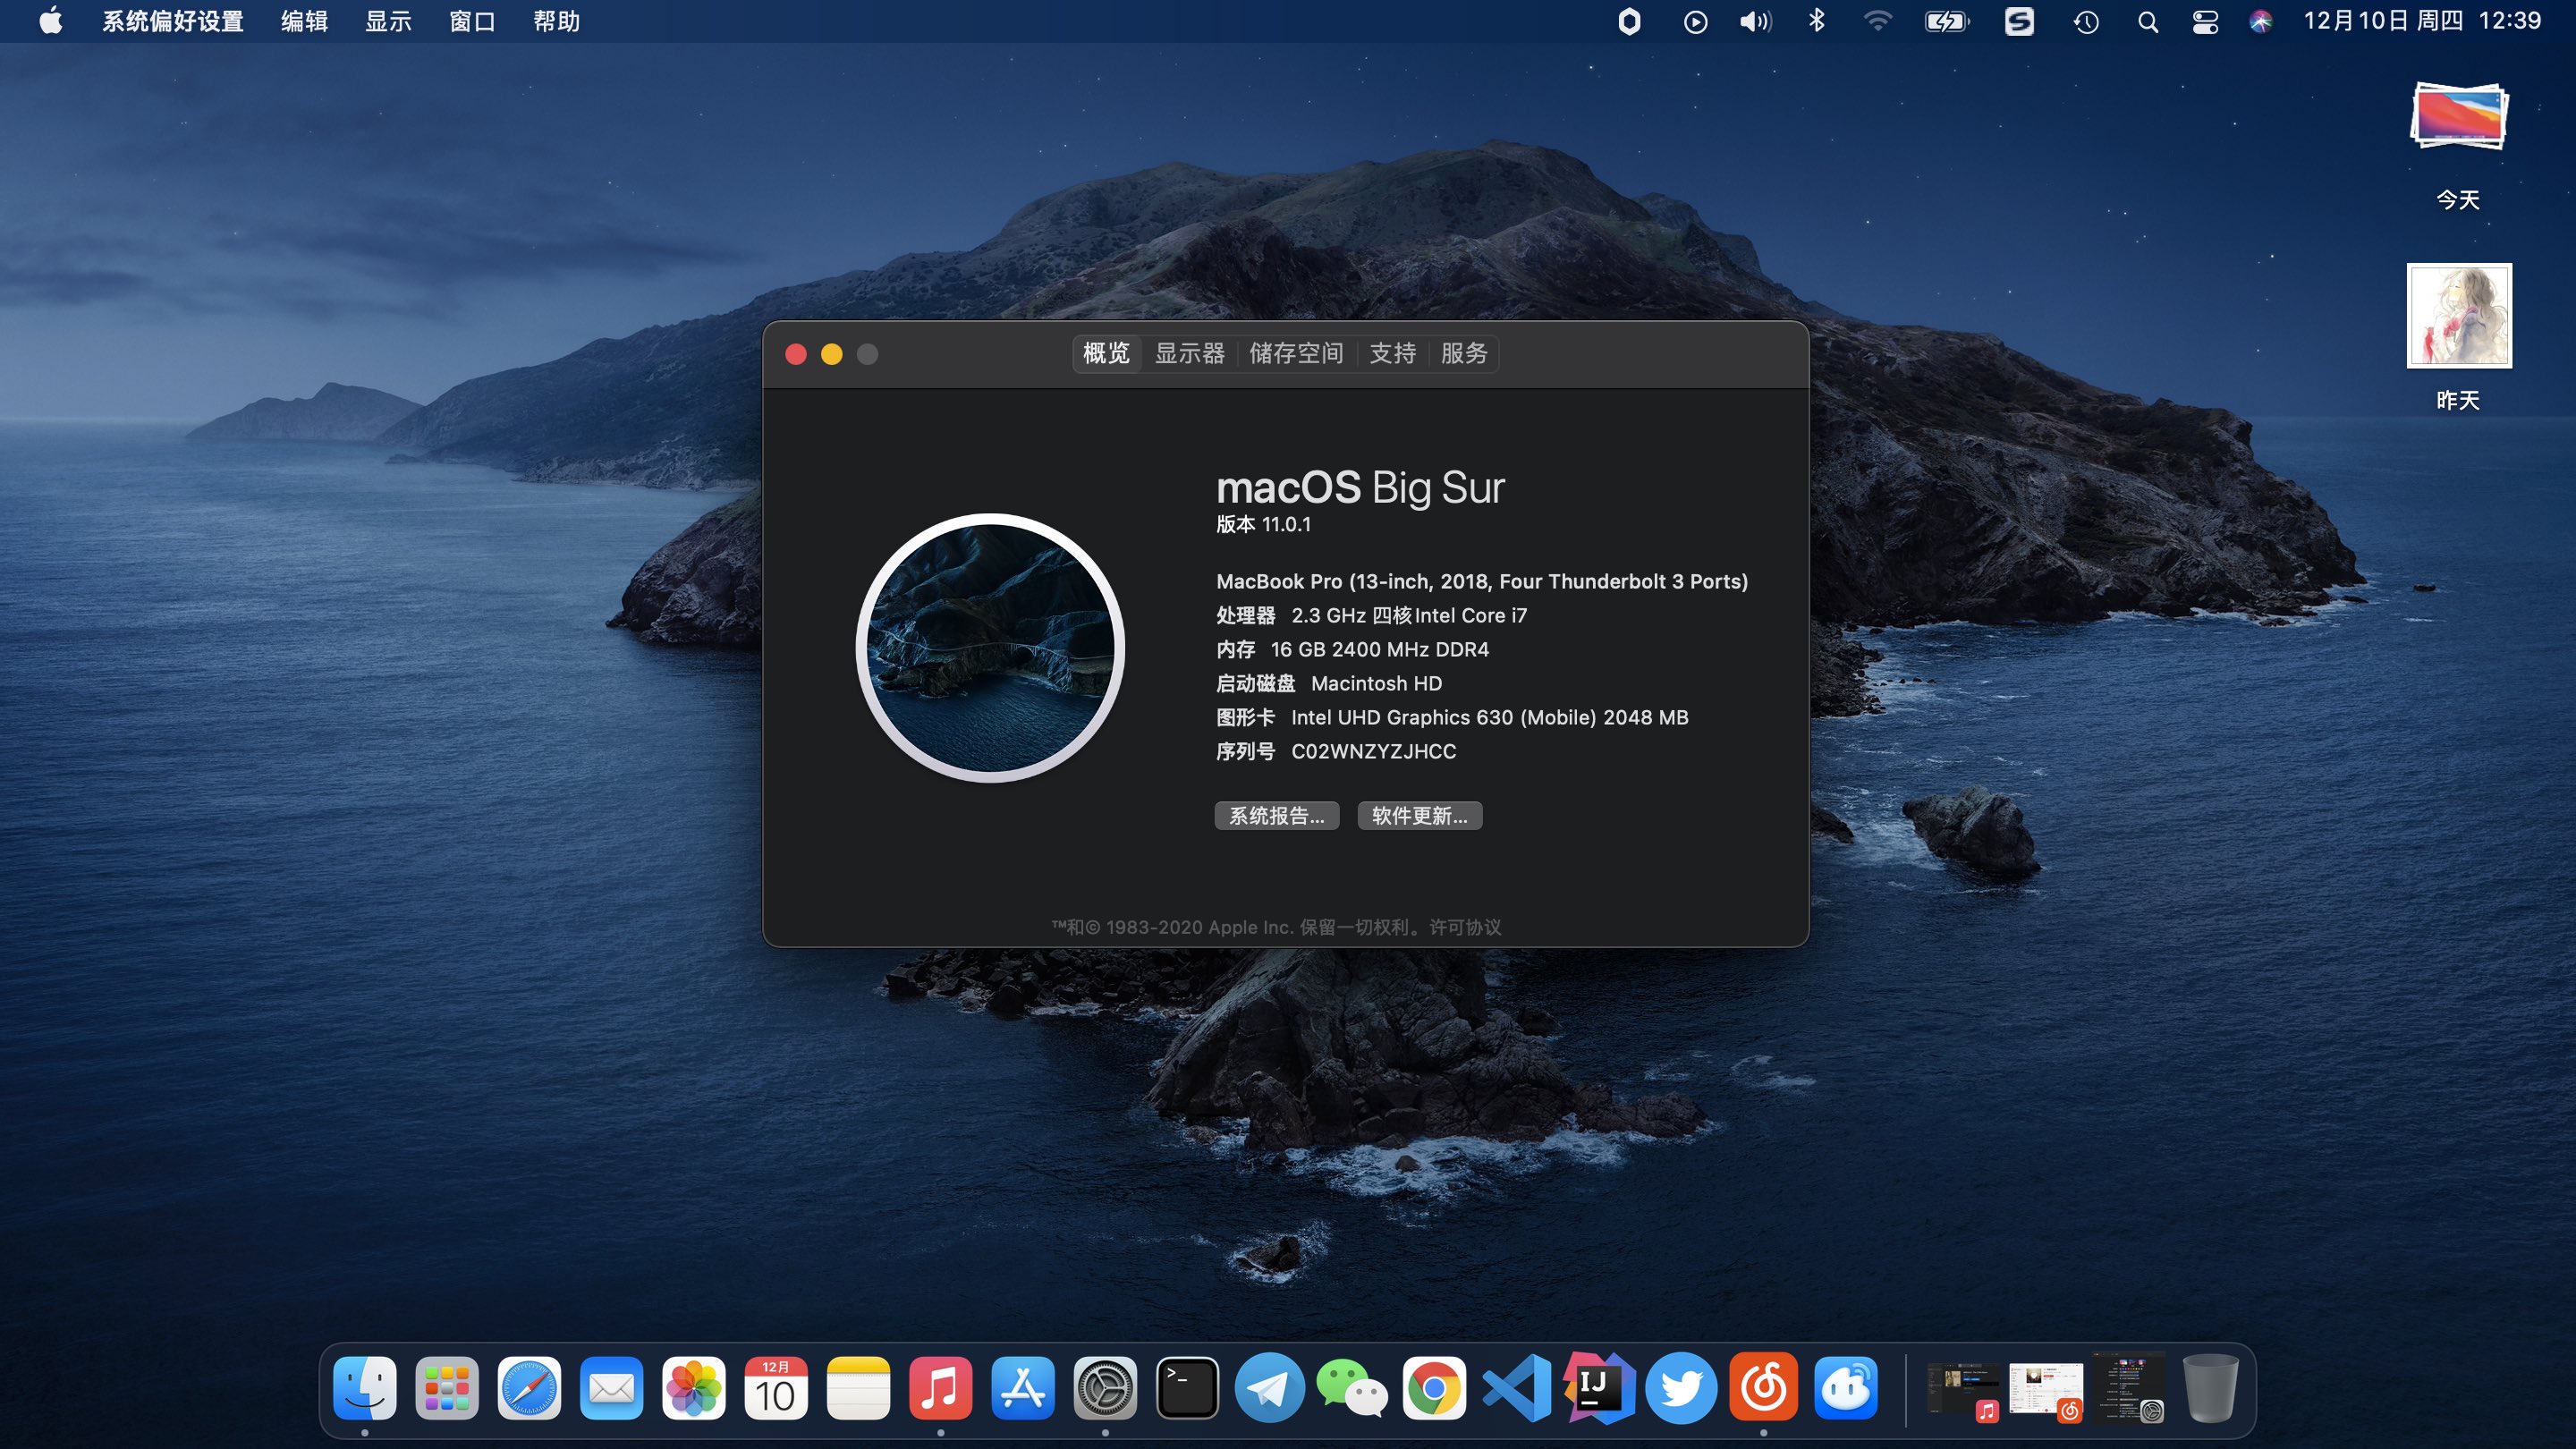 系统偏好设置 编辑 显示 窗口 帮助 12月10日 周四 12:39
今天
昨天
概览 显示器 储存空间 支持 服务
macOS Big Sur
版本 11.0.1
MacBook Pro (13-inch, 2018, Four Thunderbolt 3 Ports)
处理器 2.3 GHz 四核Intel Core i7
内存 16 GB 2400 MHz DDR4
启动磁盘 Macintosh HD
图形卡 Intel UHD Graphics 630 (Mobile) 2048 MB
序列号 C02WNZYZJHCC
系统报告... 软件更新...
™和© 1983-2020 Apple Inc. 保留一切权利。许可协议
12月
10
>_
IJ